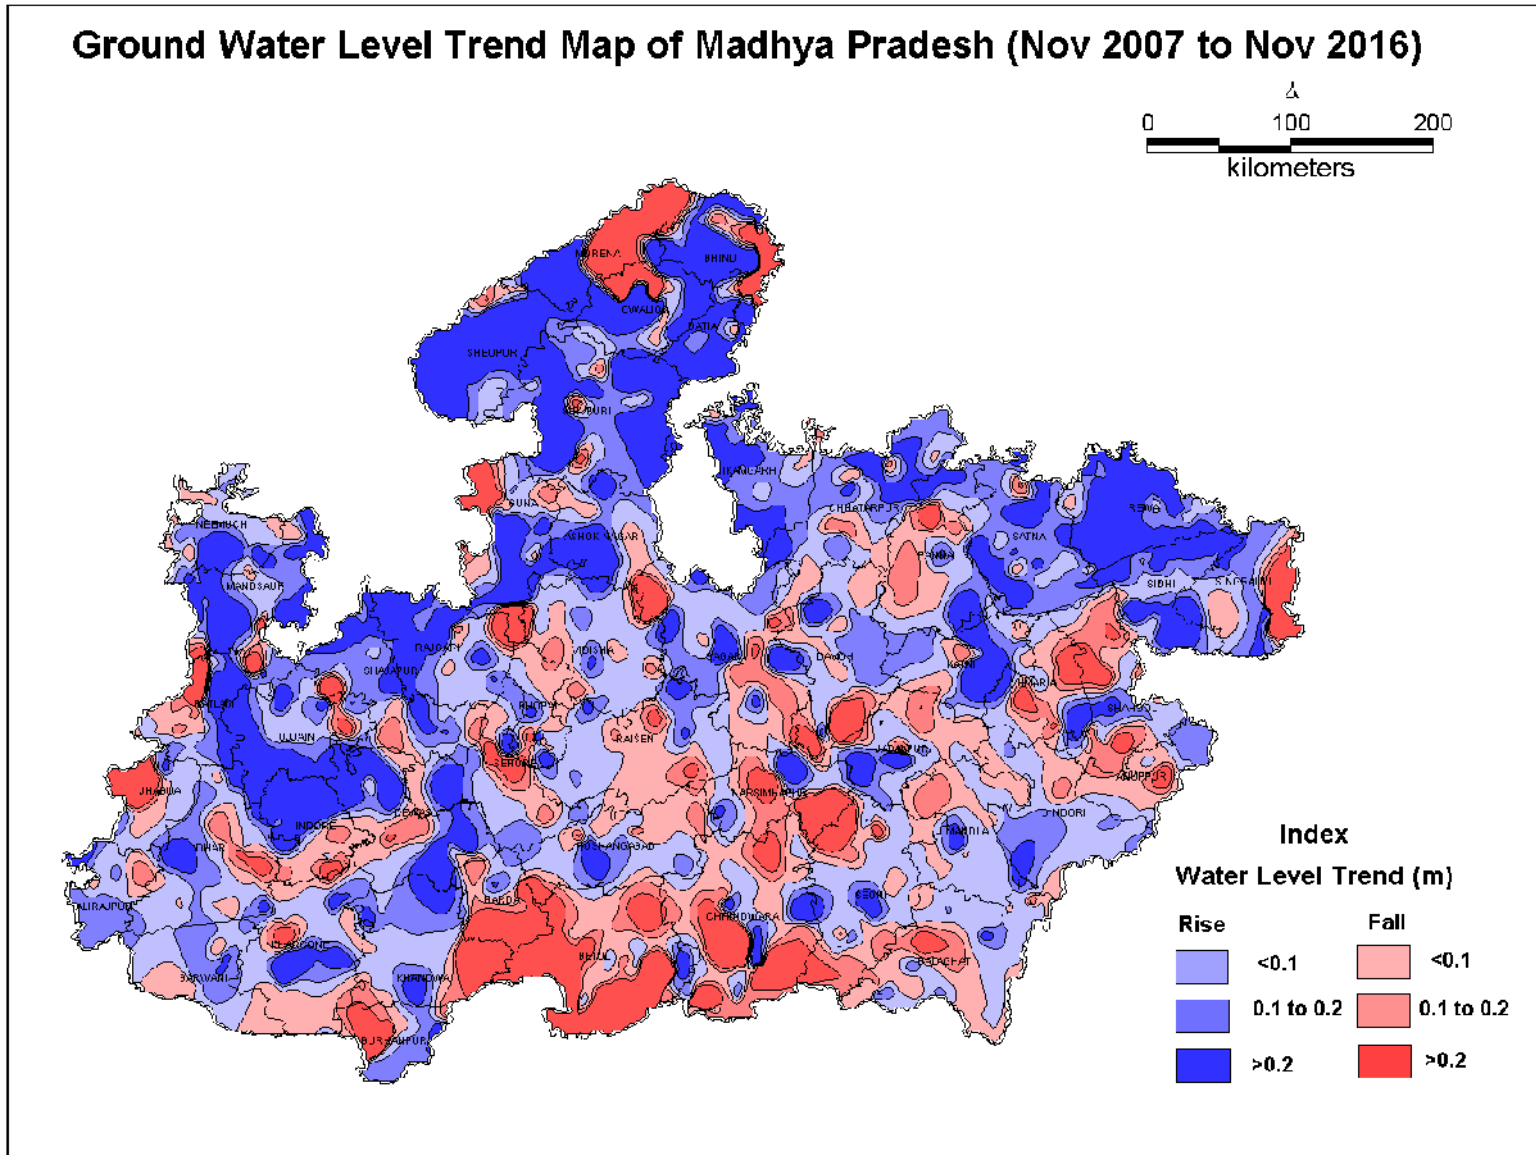 Ground Water Level Trend Map of Madhya Pradesh (Nov 2007 to Nov 2016)
0 100 200
kilometers
MORENA
BHIND
GWALIOR
DATIA
SHEOPUR
SHIVPURI
TIKAMGARH
GUNA
CHHATARPUR
REWA
NEEMUCH
ASHOK NAGAR
SATNA
PANNA
MANDSAUR
SIDHI
SINGRAULI
RAJGARH
VIDISHA
SAGAR
DAMOH
KATNI
SHAJAPUR
UMARIA
RATLAM
BHOPAL
SHAHDOL
UJJAIN
RAISEN
JABALPUR
SEHORE
ANUPPUR
JHABUA
NARSIMHAPUR
DEWAS
DINDORI
INDORE
MANDLA
DHAR
HOSHANGABAD
ALIRAJPUR
HARDA
SEONI
CHHINDWARA
KHARGONE
BETUL
BALAGHAT
BARWANI
KHANDWA
BURHANPUR
Index
Water Level Trend (m)
Rise Fall
<0.1 <0.1
0.1 to 0.2 0.1 to 0.2
>0.2 >0.2